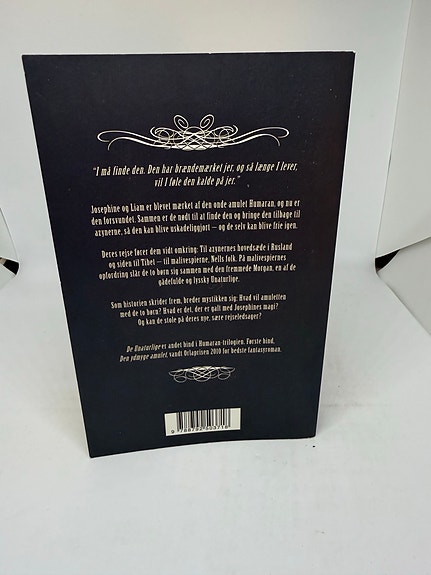 "I må finde den. Den har brændemærket jer, og så længe I lever,
vil I føle den kalde på jer."
Josephine og Liam er blevet mærket af den onde amulet Humaran, og nu er
den forsvundet. Sammen er de nødt til at finde den og bringe den tilbage til
azynerne, så den kan blive uskadeliggjort – og de selv kan blive frie igen.
Deres rejse fører dem vidt omkring: Til azynernes hovedsæde i Rusland
og siden til Tibet – til malivespierne, Nells folk. På malivespiernes
opfordring slår de to børn sig sammen med den fremmede Morgan, en af de
gådefulde og lyssky Unaturlige.
Som historien skrider frem, bredes mystikken sig: Hvad vil amuletten
med de to børn? Hvad er det, der er galt med Josephines magi?
Og kan de stole på deres nye, sære rejseledsager?
De Unaturlige er andet bind i Humaran-trilogien. Første bind,
Den ydmyge amulet, vandt Orlaprisen 2010 for bedste fantasyroman.